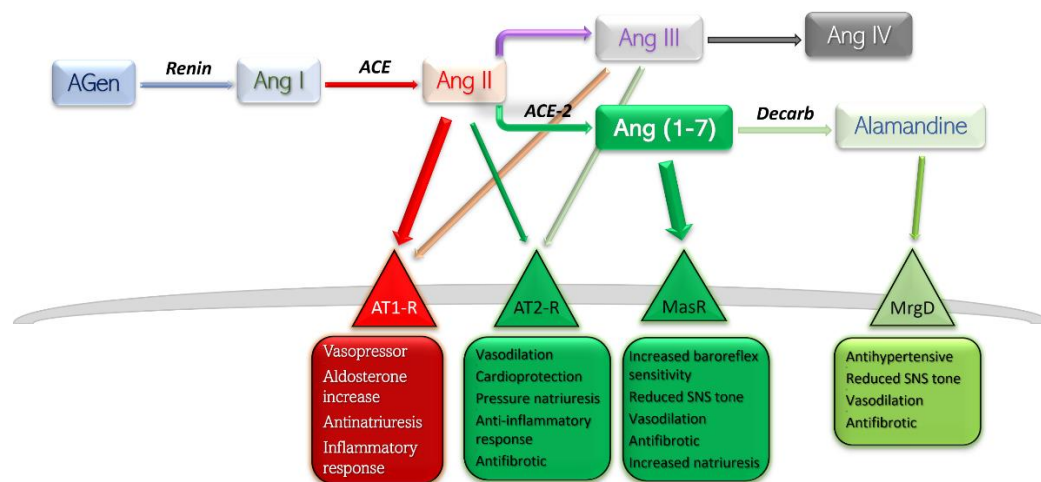 Ang III
Ang IV
Renin
ACE
AGen
Ang I
Ang II
ACE-2
Decarb
Ang (1-7)
Alamandine
AT1-R
AT2-R
MasR
MrgD
Vasopressor
Aldosterone
increase
Antinatriuresis
Inflammatory
response
Vasodilation
Cardioprotection
Pressure natriuresis
Anti-inflammatory
response
Antifibrotic
Increased baroreflex
sensitivity
Reduced SNS tone
Vasodilation
Antifibrotic
Increased natriuresis
Antihypertensive
Reduced SNS tone
Vasodilation
Antifibrotic